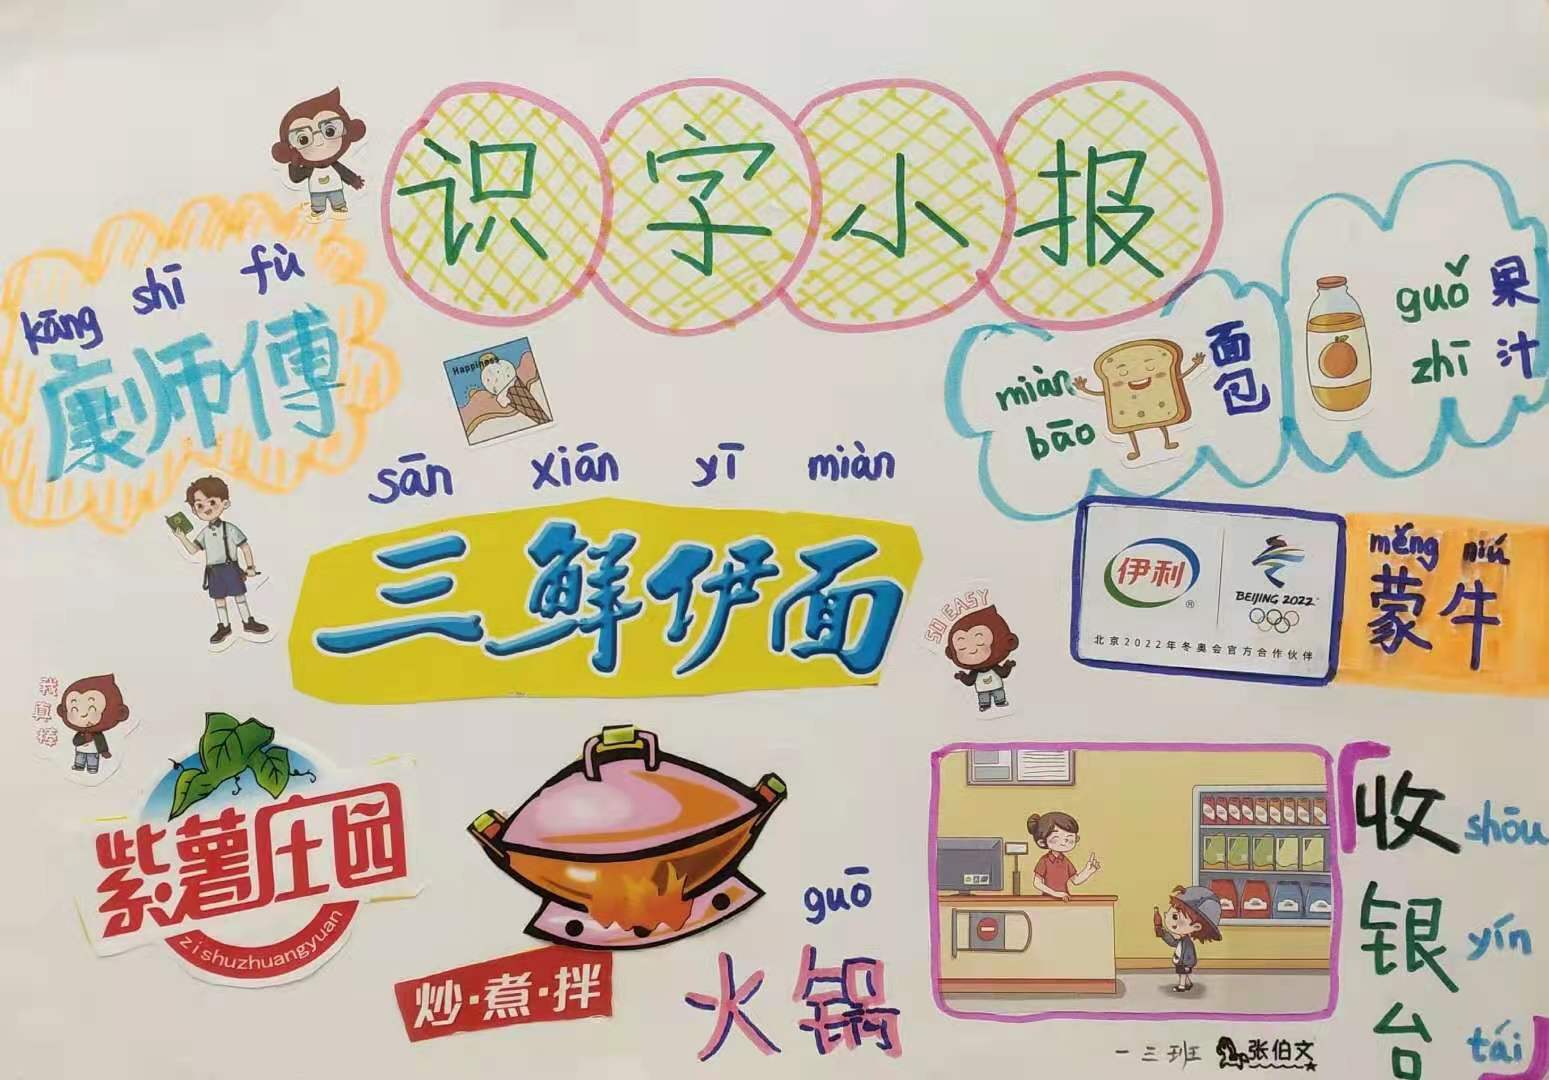 识字小报
kāng shī fù
康师傅
Happiness
miàn
bāo
面包
guǒ 果
zhī 汁
sān xiān yī miàn
三鲜伊面
SO EASY
伊利
®
BEIJING 2022
北京2022年冬奥会官方合作伙伴
měng niú
蒙牛
我真棒
紫薯庄园
zi shuzhuangyuan
炒·煮·拌
guō
火锅
收 shōu
银 yín
台 tái
一 三 班 张伯文